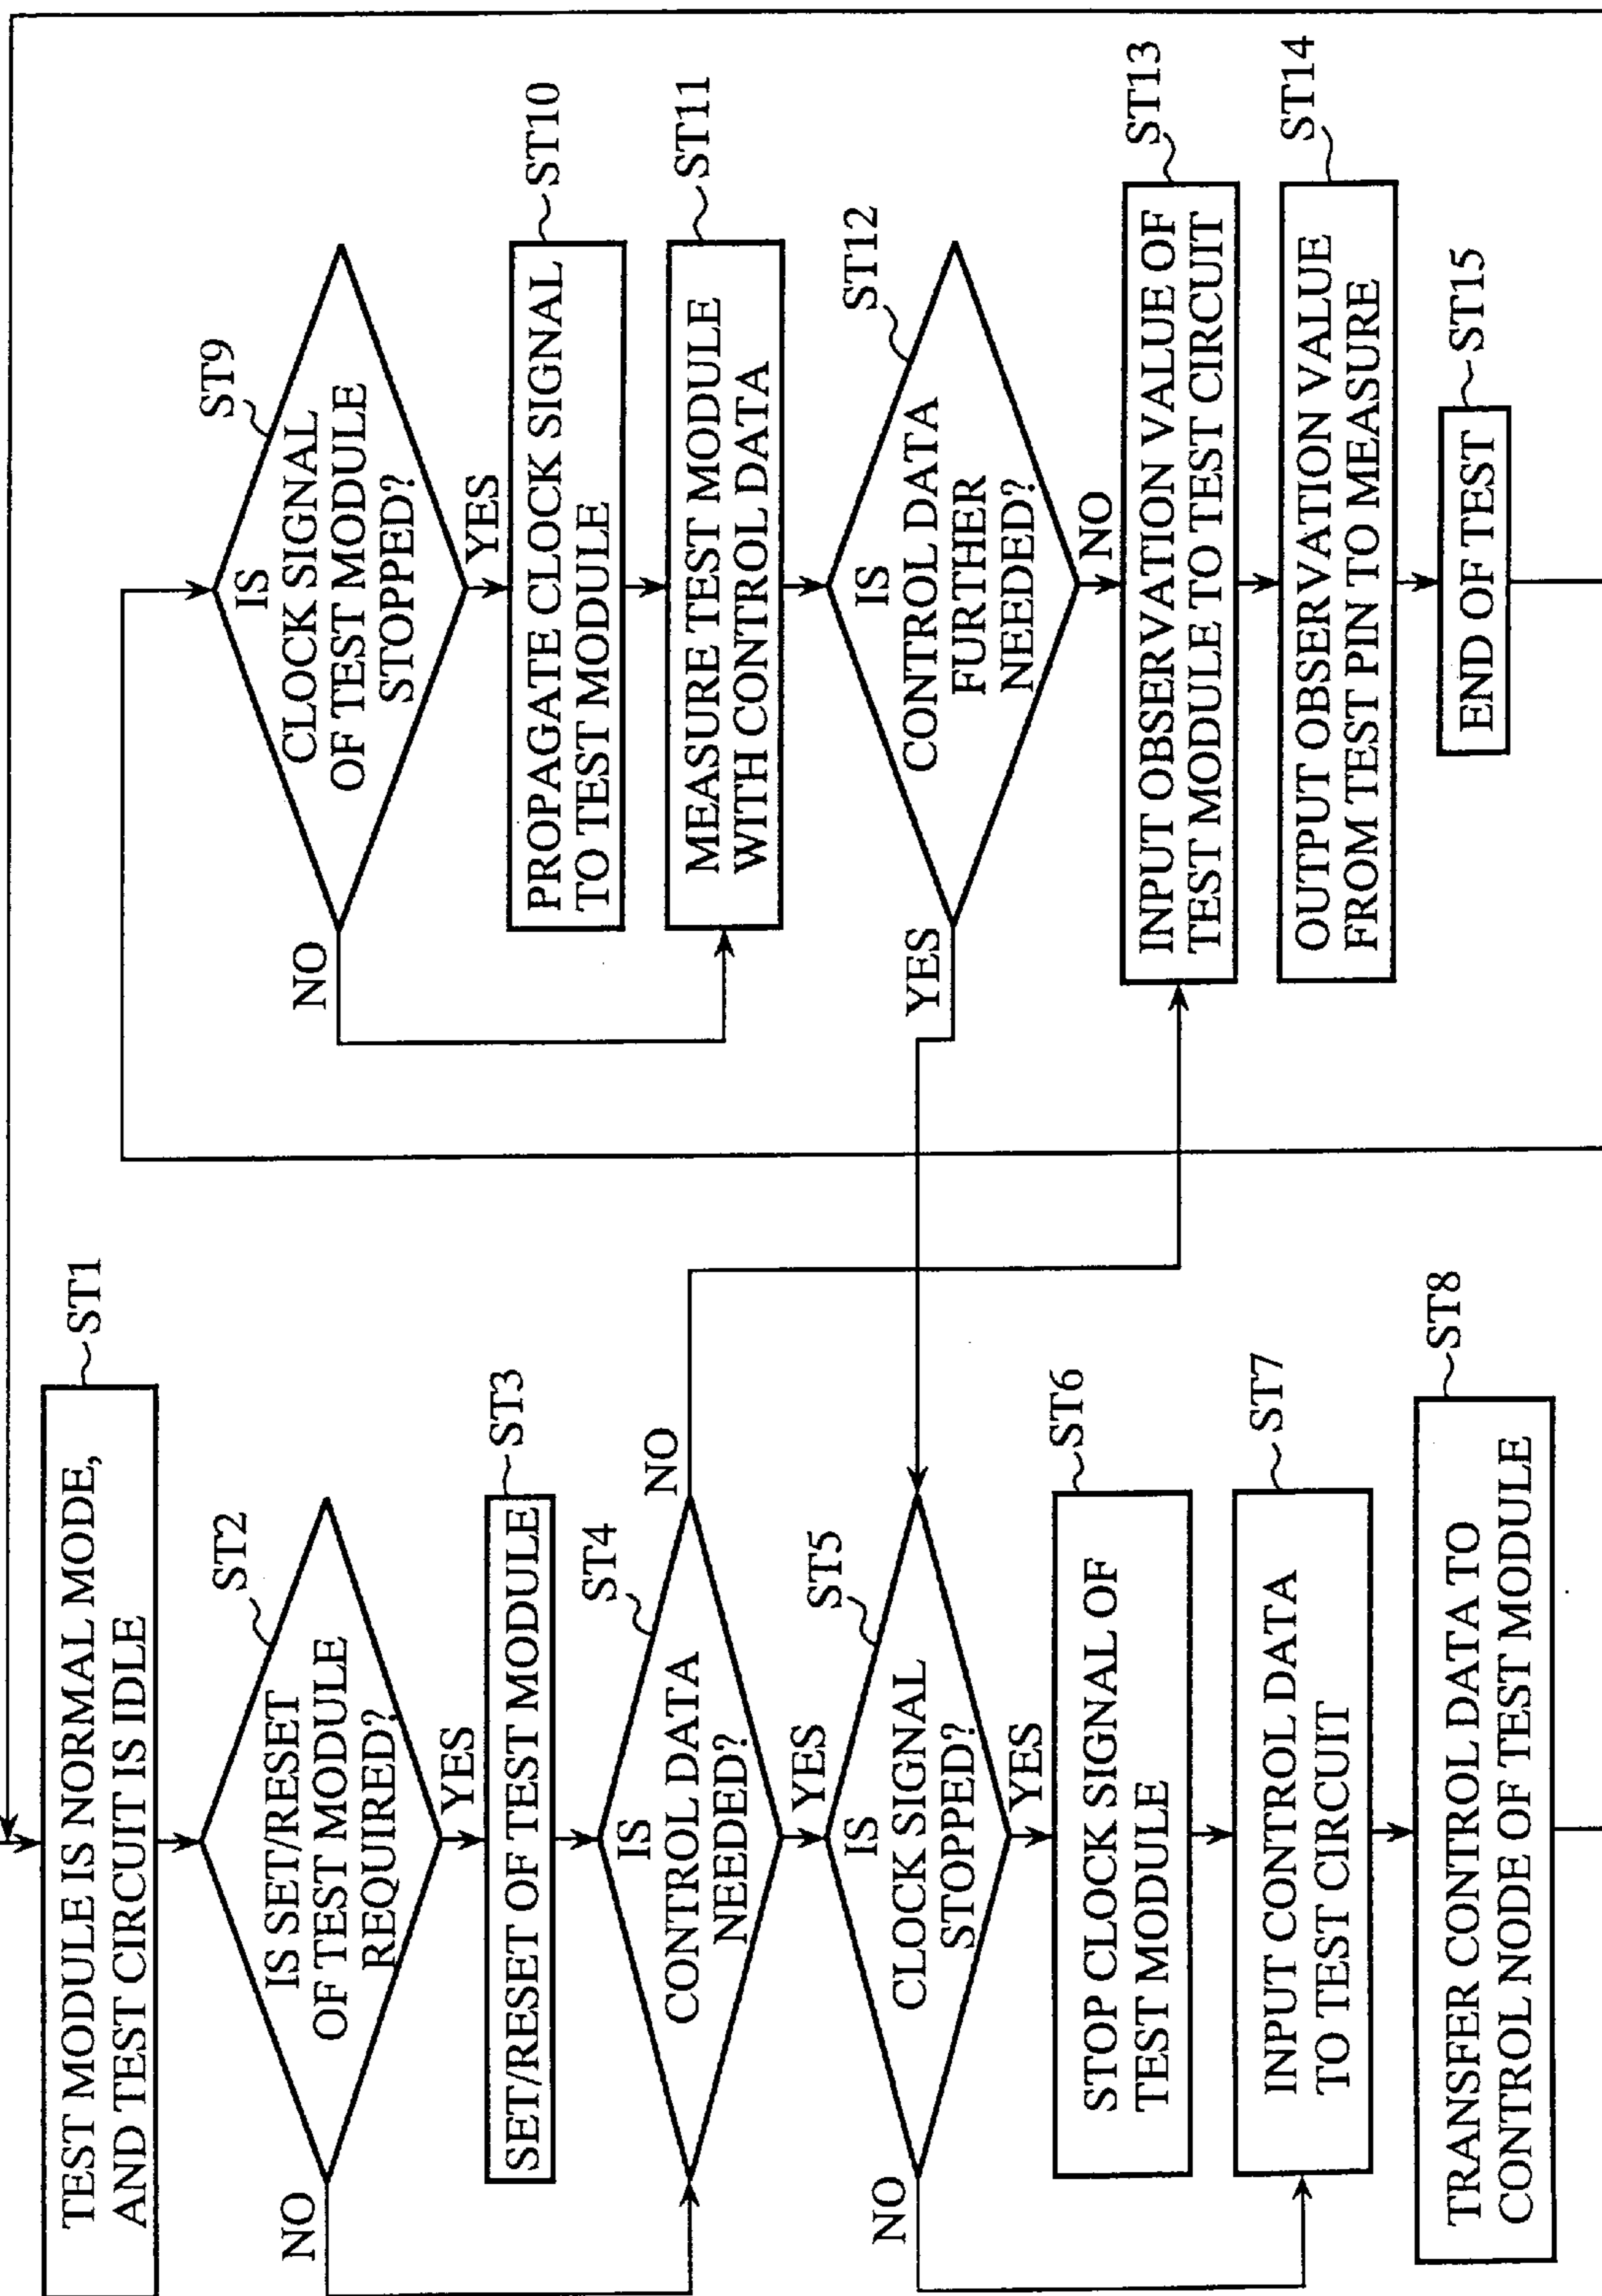 TEST MODULE IS NORMAL MODE,
AND TEST CIRCUIT IS IDLE
ST1
IS SET/RESET
OF TEST MODULE
REQUIRED?
ST2
NO
YES
SET/RESET OF TEST MODULE
ST3
IS
CONTROL DATA
NEEDED?
ST4
NO
YES
IS
CLOCK SIGNAL
STOPPED?
ST5
NO
YES
STOP CLOCK SIGNAL OF
TEST MODULE
ST6
INPUT CONTROL DATA
TO TEST CIRCUIT
ST7
TRANSFER CONTROL DATA TO
CONTROL NODE OF TEST MODULE
ST8
IS
CLOCK SIGNAL
OF TEST MODULE
STOPPED?
ST9
NO
YES
PROPAGATE CLOCK SIGNAL
TO TEST MODULE
ST10
MEASURE TEST MODULE
WITH CONTROL DATA
ST11
IS
CONTROL DATA
FURTHER
NEEDED?
ST12
YES
NO
INPUT OBSERVATION VALUE OF
TEST MODULE TO TEST CIRCUIT
ST13
OUTPUT OBSERVATION VALUE
FROM TEST PIN TO MEASURE
ST14
END OF TEST
ST15